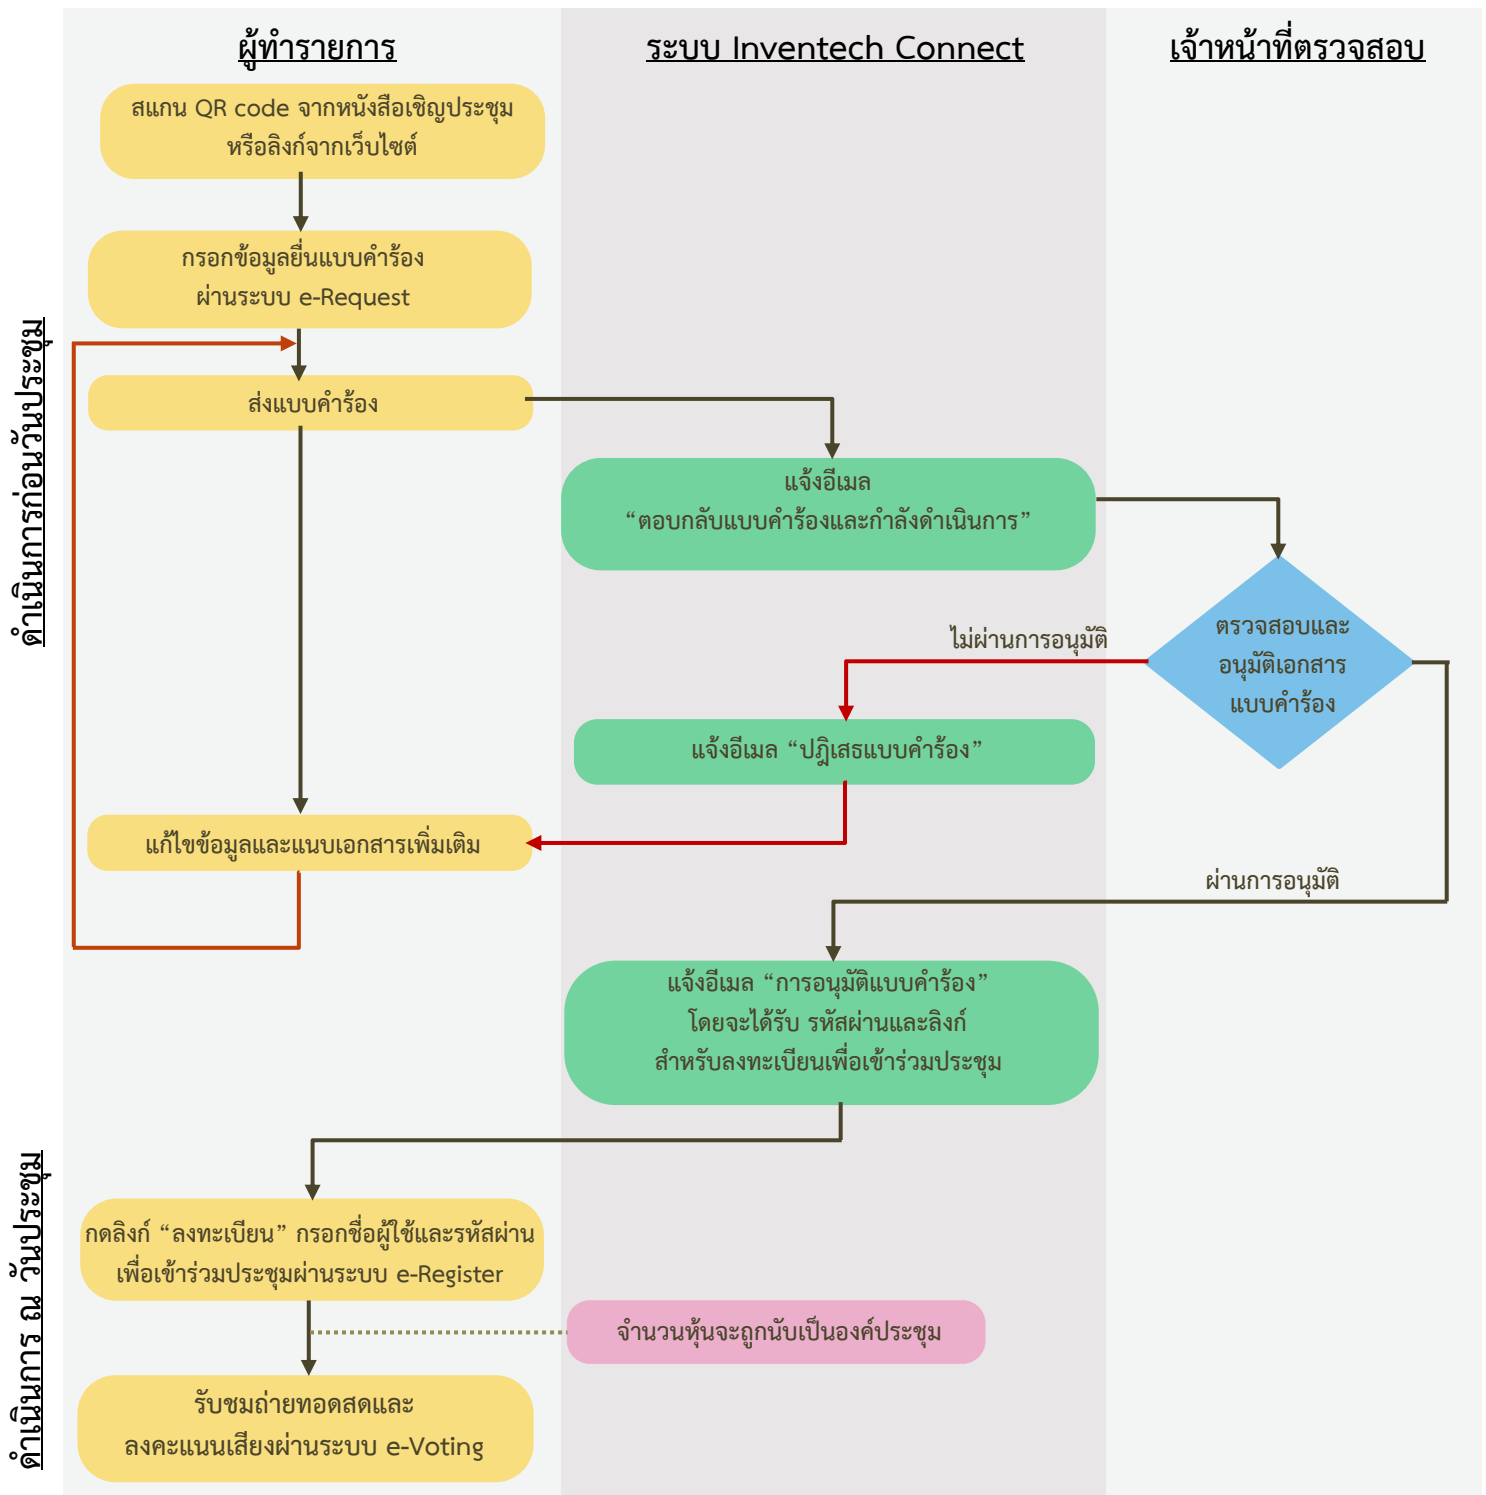 ผู้ทำรายการ
ระบบ Inventech Connect
เจ้าหน้าที่ตรวจสอบ
ดำเนินการก่อนวันประชุม
สแกน QR code จากหนังสือเชิญประชุม
หรือลิงก์จากเว็บไซต์
กรอกข้อมูลยื่นแบบคำร้อง
ผ่านระบบ e-Request
ส่งแบบคำร้อง
แจ้งอีเมล
“ตอบกลับแบบคำร้องและกำลังดำเนินการ”
ตรวจสอบและ
อนุมัติเอกสาร
แบบคำร้อง
ไม่ผ่านการอนุมัติ
แจ้งอีเมล “ปฎิเสธแบบคำร้อง”
แก้ไขข้อมูลและแนบเอกสารเพิ่มเติม
ผ่านการอนุมัติ
แจ้งอีเมล “การอนุมัติแบบคำร้อง”
โดยจะได้รับ รหัสผ่านและลิงก์
สำหรับลงทะเบียนเพื่อเข้าร่วมประชุม
ดำเนินการ ณ วันประชุม
กดลิงก์ “ลงทะเบียน” กรอกชื่อผู้ใช้และรหัสผ่าน
เพื่อเข้าร่วมประชุมผ่านระบบ e-Register
จำนวนหุ้นจะถูกนับเป็นองค์ประชุม
รับชมถ่ายทอดสดและ
ลงคะแนนเสียงผ่านระบบ e-Voting